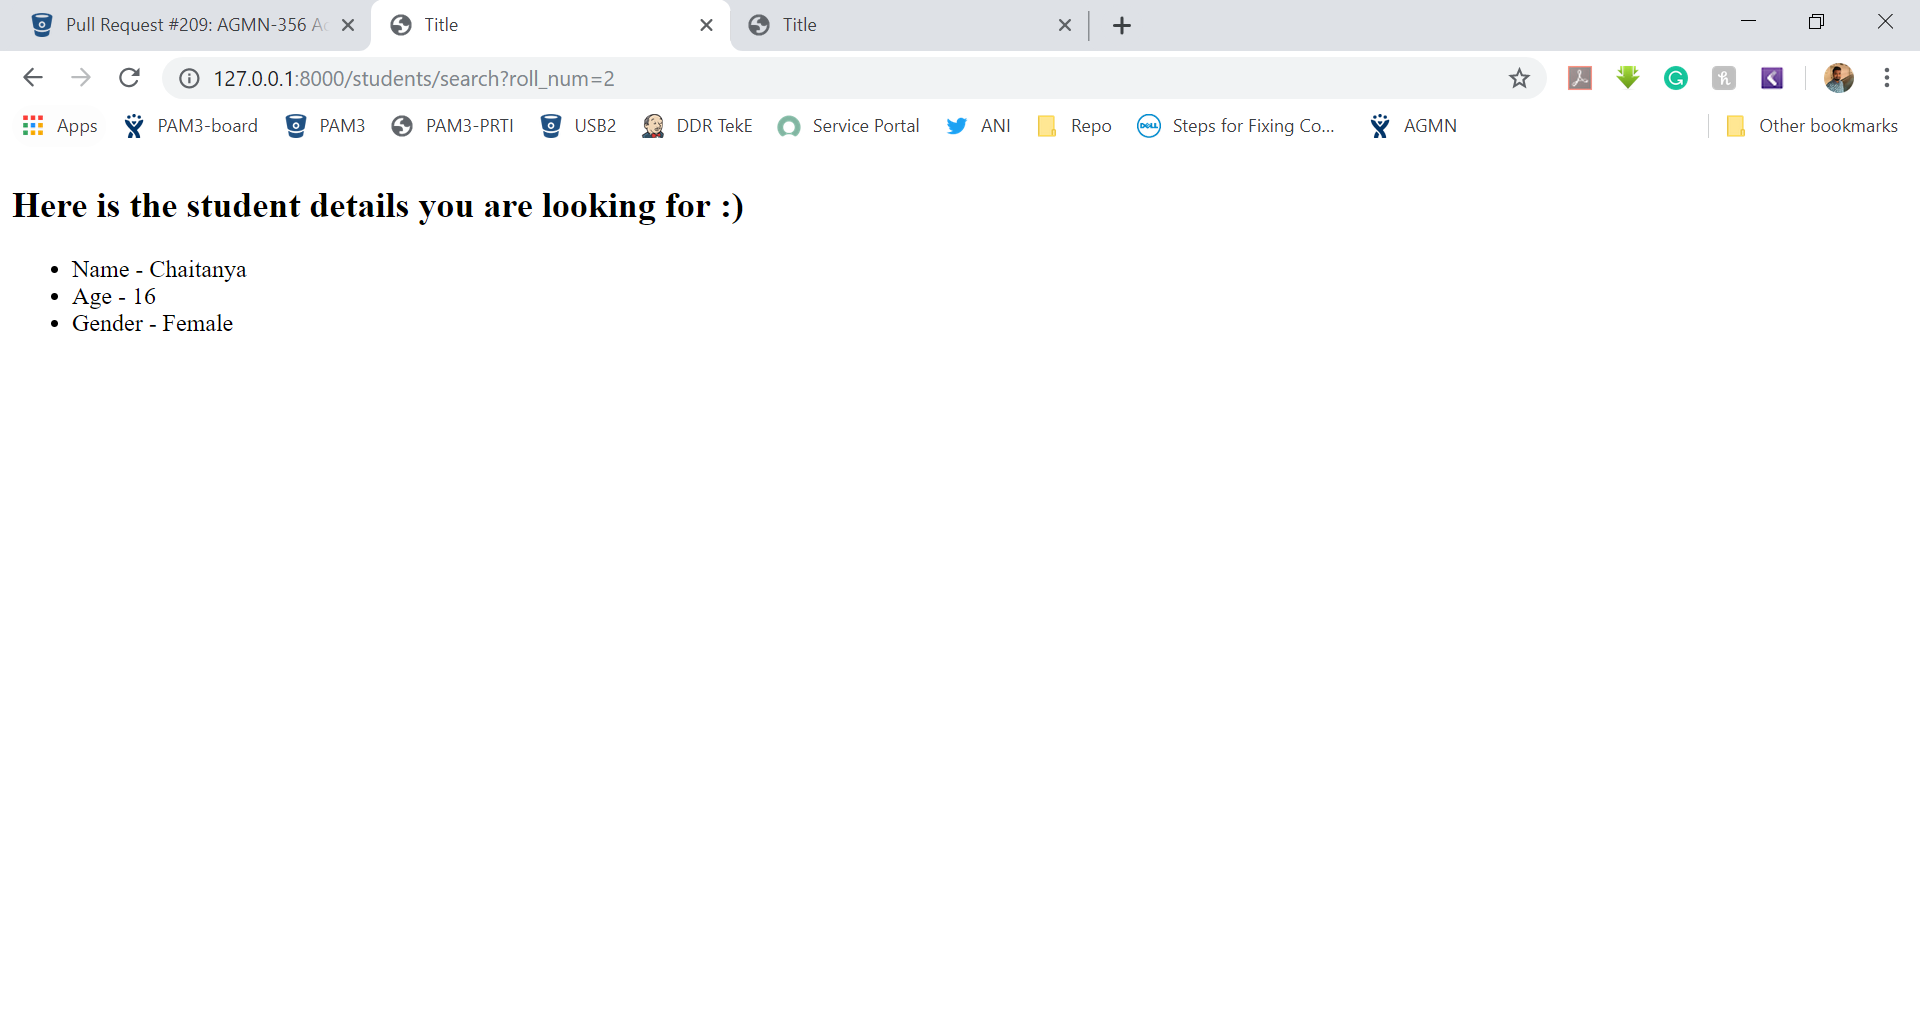 Pull Request #209: AGMN-356 Ac
Title
Title
127.0.0.1:8000/students/search?roll_num=2
Apps PAM3-board PAM3 PAM3-PRTI USB2 DDR TekE Service Portal ANI Repo DELL Steps for Fixing Co... AGMN Other bookmarks
Here is the student details you are looking for :)
• Name - Chaitanya
• Age - 16
• Gender - Female